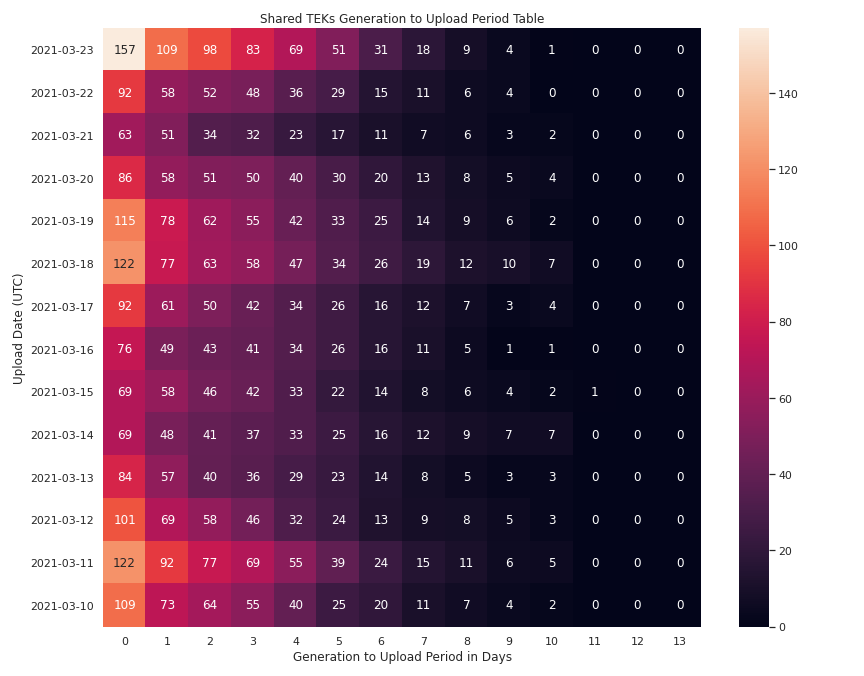 Shared TEKs Generation to Upload Period Table
Upload Date (UTC)
2021-03-23 157 109 98 83 69 51 31 18 9 4 1 0 0 0
2021-03-22 92 58 52 48 36 29 15 11 6 4 0 0 0 0
2021-03-21 63 51 34 32 23 17 11 7 6 3 2 0 0 0
2021-03-20 86 58 51 50 40 30 20 13 8 5 4 0 0 0
2021-03-19 115 78 62 55 42 33 25 14 9 6 2 0 0 0
2021-03-18 122 77 63 58 47 34 26 19 12 10 7 0 0 0
2021-03-17 92 61 50 42 34 26 16 12 7 3 4 0 0 0
2021-03-16 76 49 43 41 34 26 16 11 5 1 1 0 0 0
2021-03-15 69 58 46 42 33 22 14 8 6 4 2 1 0 0
2021-03-14 69 48 41 37 33 25 16 12 9 7 7 0 0 0
2021-03-13 84 57 40 36 29 23 14 8 5 3 3 0 0 0
2021-03-12 101 69 58 46 32 24 13 9 8 5 3 0 0 0
2021-03-11 122 92 77 69 55 39 24 15 11 6 5 0 0 0
2021-03-10 109 73 64 55 40 25 20 11 7 4 2 0 0 0
0 1 2 3 4 5 6 7 8 9 10 11 12 13
Generation to Upload Period in Days
140
120
100
80
60
40
20
0